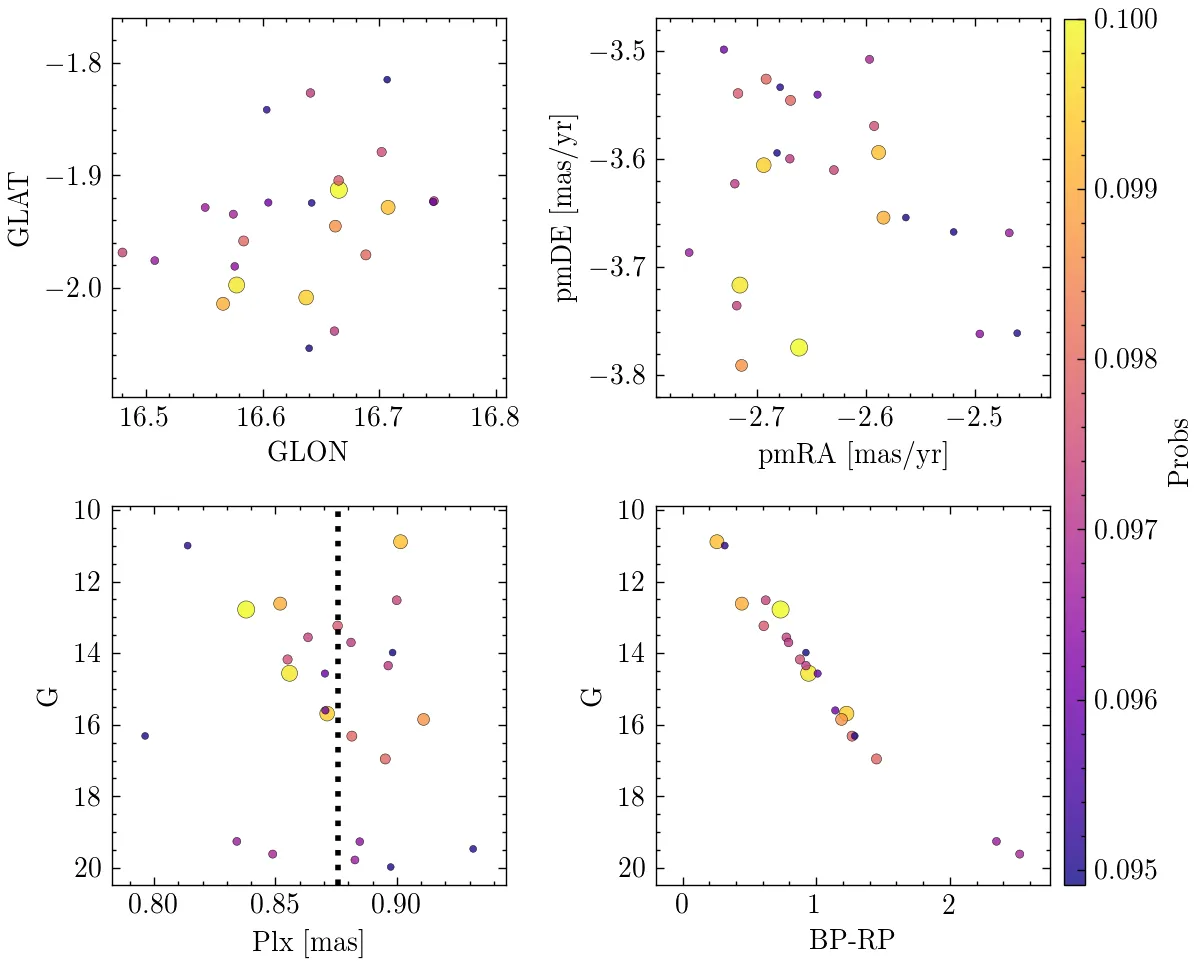 −1.8
−1.9
−2.0
GLAT
16.5 16.6 16.7 16.8
GLON
−3.5
−3.6
−3.7
−3.8
pmDE [mas/yr]
−2.7 −2.6 −2.5
pmRA [mas/yr]
10
12
14
16
18
20
G
0.80 0.85 0.90
Plx [mas]
10
12
14
16
18
20
G
0 1 2
BP-RP
0.100
0.099
0.098
0.097
0.096
0.095
Probs